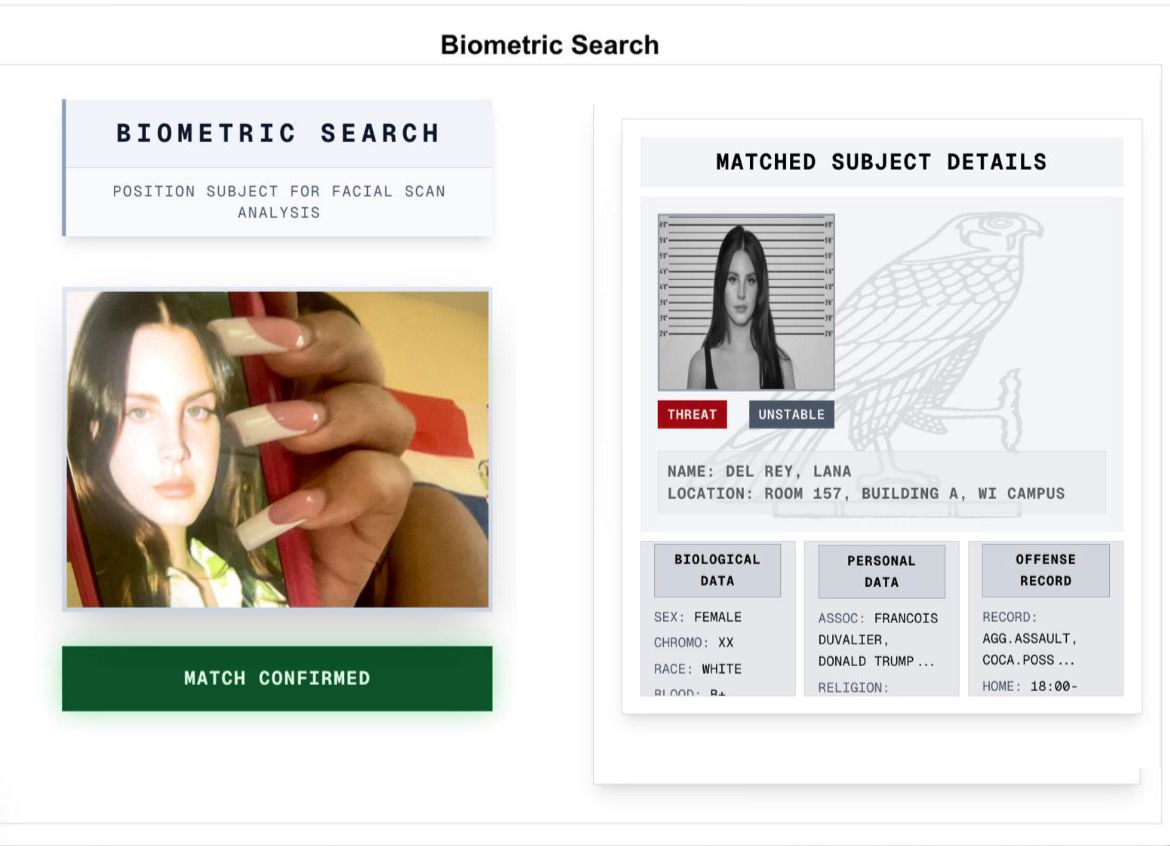 Biometric Search
BIOMETRIC SEARCH
POSITION SUBJECT FOR FACIAL SCAN
ANALYSIS
MATCH CONFIRMED
MATCHED SUBJECT DETAILS
THREAT
UNSTABLE
NAME: DEL REY, LANA
LOCATION: ROOM 157, BUILDING A, WI CAMPUS
BIOLOGICAL
DATA
SEX: FEMALE
CHROMO: XX
RACE: WHITE
BLOOD: B+
PERSONAL
DATA
ASSOC: FRANCOIS
DUVALIER,
DONALD TRUMP...
RELIGION:
OFFENSE
RECORD
RECORD:
AGG.ASSAULT,
COCA.POSS...
HOME: 18:00-